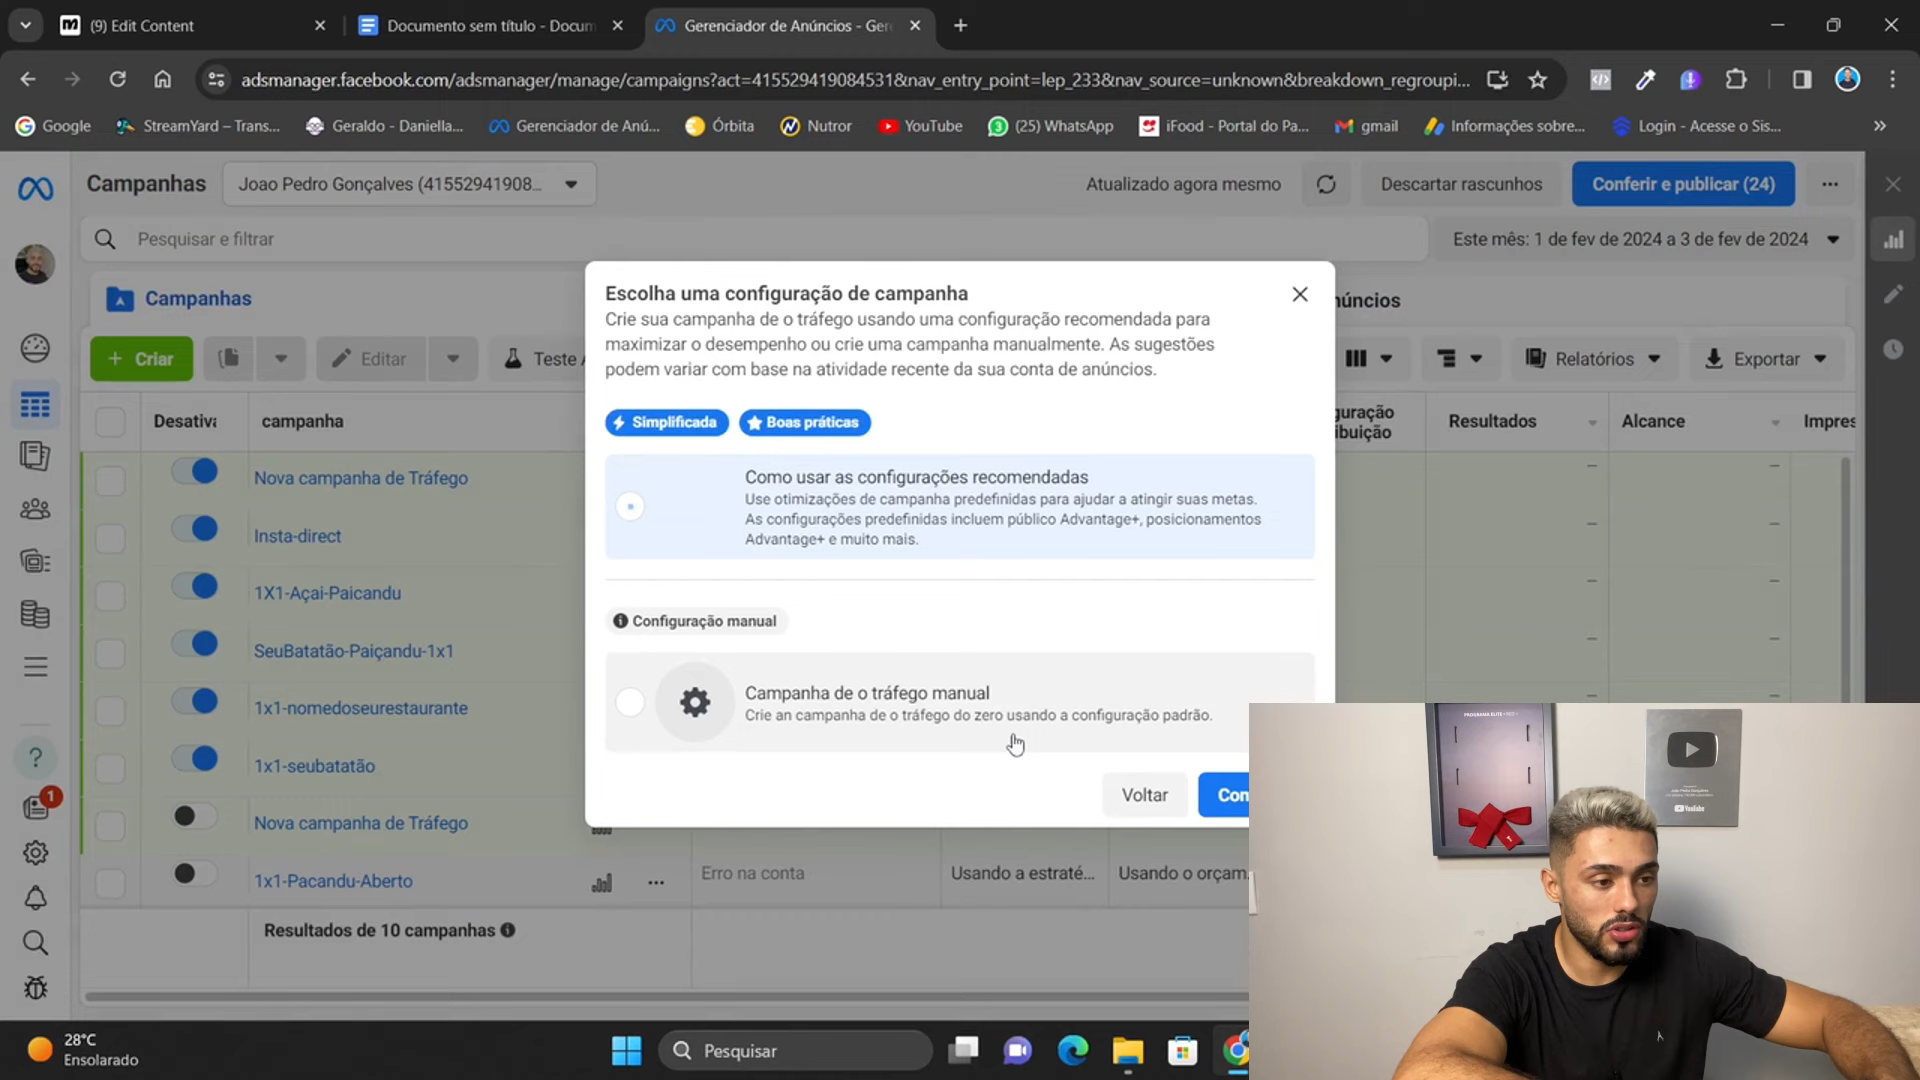 (9) Edit Content
Documento sem título - Docum
Gerenciador de Anúncios - Ger
adsmanager.facebook.com/adsmanager/manage/campaigns?act=415529419084531&nav_entry_point=lep_233&nav_source=unknown&breakdown_regroupi...
Google
StreamYard – Trans...
Geraldo - Daniella...
Gerenciador de Anú...
Órbita
Nutror
YouTube
(25) WhatsApp
iFood - Portal do Pa...
gmail
Informações sobre...
Login - Acesse o Sis...
Campanhas
Joao Pedro Gonçalves (41552941908...
Atualizado agora mesmo
Descartar rascunhos
Conferir e publicar (24)
Pesquisar e filtrar
Este mês: 1 de fev de 2024 a 3 de fev de 2024
Campanhas
núncios
+ Criar
Editar
Teste
Relatórios
Exportar
Desativa
campanha
guração
ibuição
Resultados
Alcance
Impres
Escolha uma configuração de campanha
Crie sua campanha de o tráfego usando uma configuração recomendada para
maximizar o desempenho ou crie uma campanha manualmente. As sugestões
podem variar com base na atividade recente da sua conta de anúncios.
Simplificada
Boas práticas
Como usar as configurações recomendadas
Use otimizações de campanha predefinidas para ajudar a atingir suas metas.
As configurações predefinidas incluem público Advantage+, posicionamentos
Advantage+ e muito mais.
Configuração manual
Campanha de o tráfego manual
Crie an campanha de o tráfego do zero usando a configuração padrão.
Voltar
Con
Nova campanha de Tráfego
Insta-direct
1X1-Açai-Paicandu
SeuBatatão-Paiçandu-1x1
1x1-nomedoseurestaurante
1x1-seubatatão
Nova campanha de Tráfego
1x1-Pacandu-Aberto
Erro na conta
Usando a estraté...
Usando o orçam
Resultados de 10 campanhas
1
PROGRAMA ELITE
YouTube
28°C
Ensolarado
Pesquisar